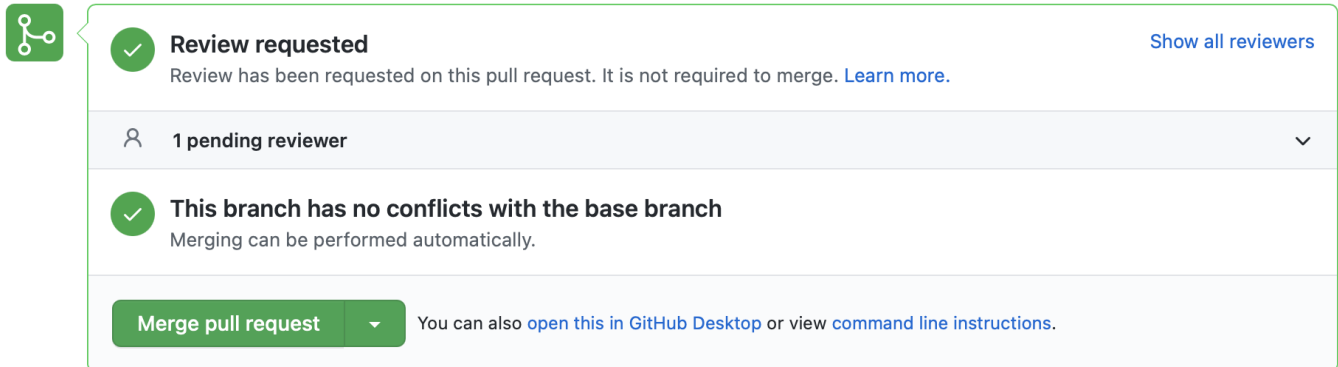 Review requested
Show all reviewers
Review has been requested on this pull request. It is not required to merge. Learn more.
1 pending reviewer
This branch has no conflicts with the base branch
Merging can be performed automatically.
Merge pull request
You can also open this in GitHub Desktop or view command line instructions.